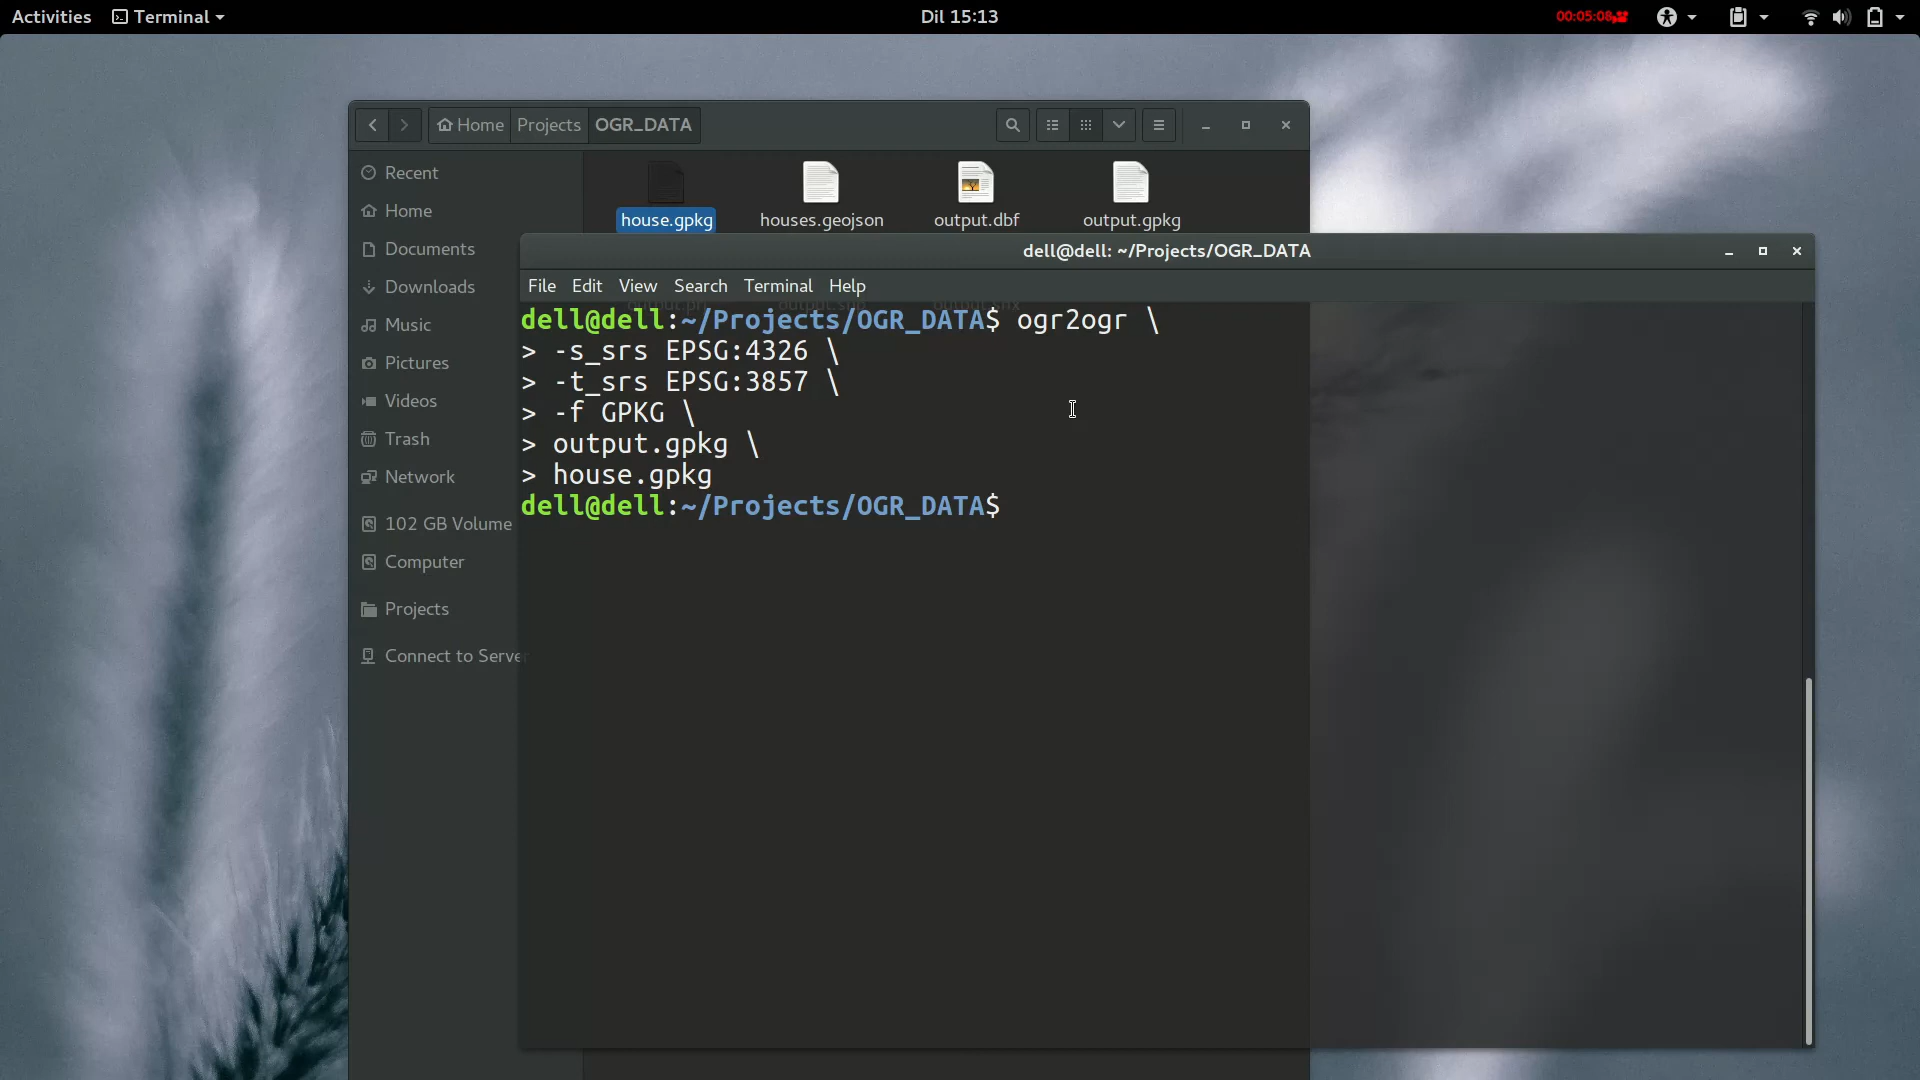 Activities Terminal Dil 15:13 00:05:08
Home Projects OGR_DATA
Recent
Home
Documents
Downloads
Music
Pictures
Videos
Trash
Network
102 GB Volume
Computer
Projects
Connect to Server
house.gpkg houses.geojson output.dbf output.gpkg
dell@dell: ~/Projects/OGR_DATA
File Edit View Search Terminal Help
dell@dell:~/Projects/OGR_DATA$ ogr2ogr \
> -s_srs EPSG:4326 \
> -t_srs EPSG:3857 \
> -f GPKG \
> output.gpkg \
> house.gpkg
dell@dell:~/Projects/OGR_DATA$